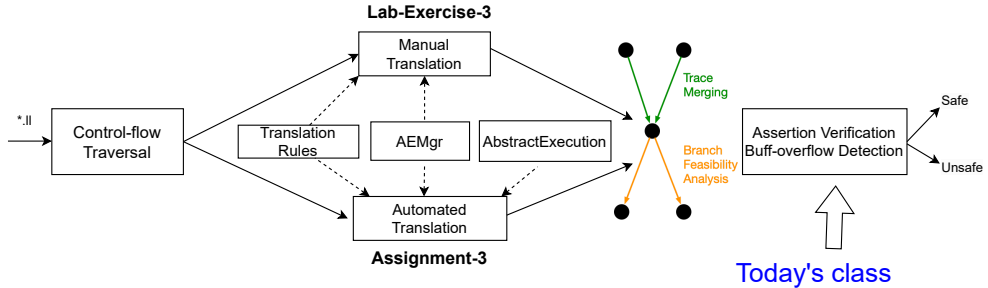 Lab-Exercise-3
Manual
Translation
*.ll
Control-flow
Traversal
Translation
Rules
AEMgr
AbstractExecution
Automated
Translation
Assignment-3
Trace
Merging
Branch
Feasibility
Analysis
Assertion Verification
Buff-overflow Detection
Safe
Unsafe
Today's class